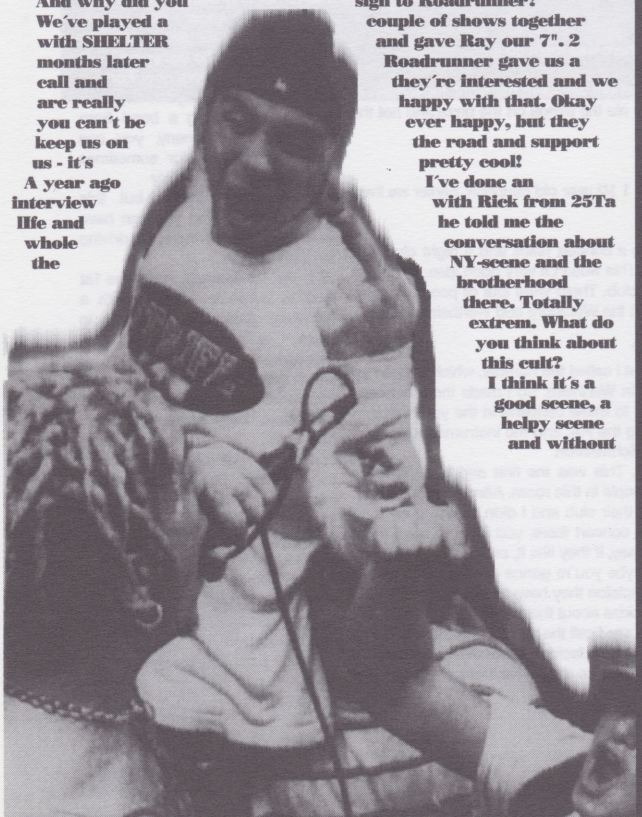 And why did you sign to Roadrunner?
We´ve played a couple of shows together
with SHELTER and gave Ray our 7". 2
months later Roadrunner gave us a
call and they´re interested and we
are really happy with that. Okay
you can´t be ever happy, but they
keep us on the road and support
us - it´s pretty cool!
A year ago I´ve done an
interview with Rick from 25Ta
lIfe and he told me the
whole conversation about
the NY-scene and the
brotherhood
there. Totally
extrem. What do
you think about
this cult?
I think it´s a
good scene, a
helpy scene
and without